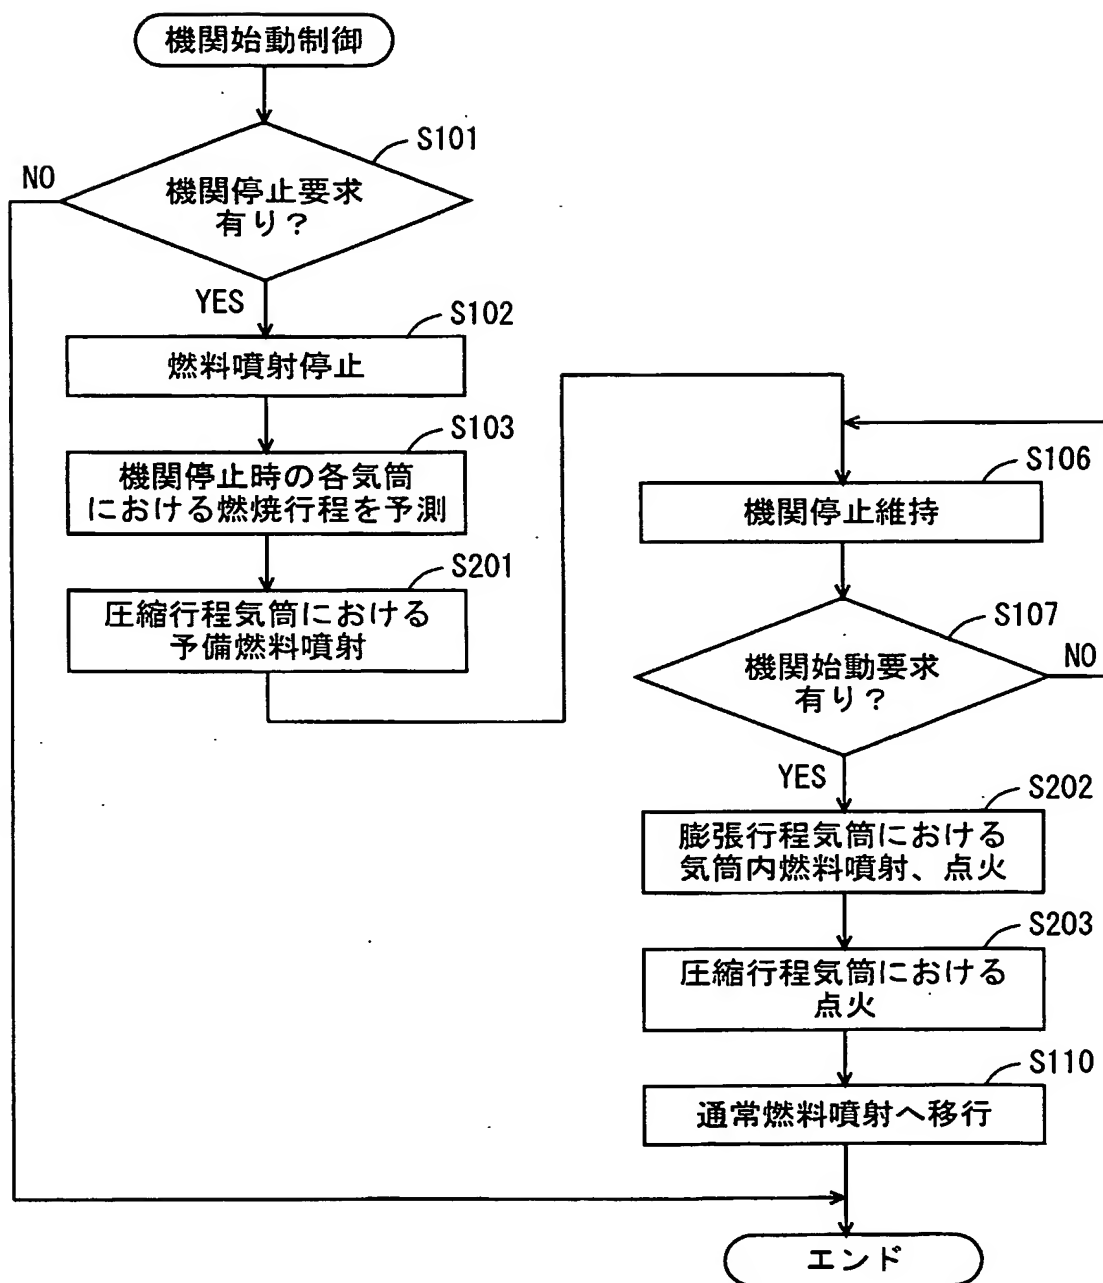 機関始動制御
S101
NO
機関停止要求
有り?
YES
S102
燃料噴射停止
S103
機関停止時の各気筒
における燃焼行程を予測
S201
圧縮行程気筒における
予備燃料噴射
S106
機関停止維持
S107
NO
機関始動要求
有り?
YES
S202
膨張行程気筒における
気筒内燃料噴射、点火
S203
圧縮行程気筒における
点火
S110
通常燃料噴射へ移行
エンド